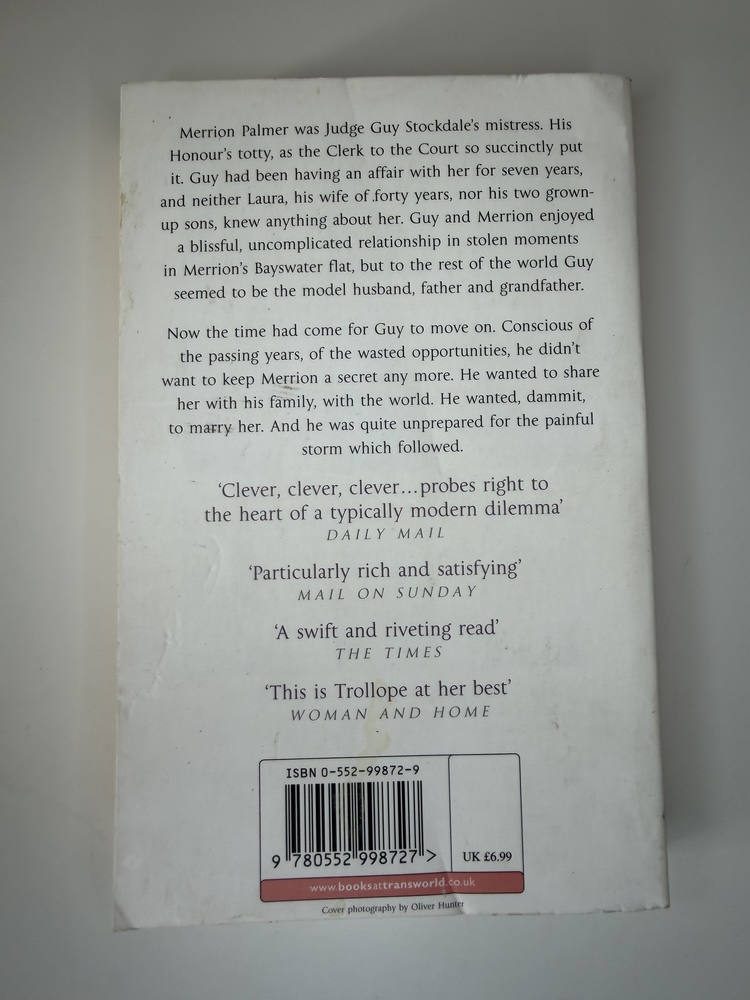 Merrion Palmer was Judge Guy Stockdale's mistress. His
Honour's totty, as the Clerk to the Court so succinctly put
it. Guy had been having an affair with her for seven years,
and neither Laura, his wife of forty years, nor his two grown-
up sons, knew anything about her. Guy and Merrion enjoyed
a blissful, uncomplicated relationship in stolen moments
in Merrion's Bayswater flat, but to the rest of the world Guy
seemed to be the model husband, father and grandfather.
Now the time had come for Guy to move on. Conscious of
the passing years, of the wasted opportunities, he didn't
want to keep Merrion a secret any more. He wanted to share
her with his family, with the world. He wanted, dammit,
to marry her. And he was quite unprepared for the painful
storm which followed.
'Clever, clever, clever...probes right to
the heart of a typically modern dilemma'
DAILY MAIL
'Particularly rich and satisfying'
MAIL ON SUNDAY
'A swift and riveting read'
THE TIMES
'This is Trollope at her best'
WOMAN AND HOME
ISBN 0-552-99872-9
9 780552 998727 >
UK £6.99
www.booksattransworld.co.uk
Cover photography by Oliver Hunter